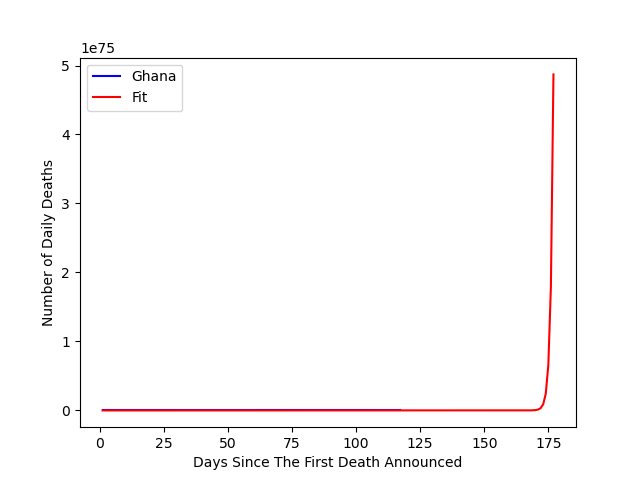 1e75
5
4
3
2
1
0
Number of Daily Deaths
Ghana
Fit
0 25 50 75 100 125 150 175
Days Since The First Death Announced